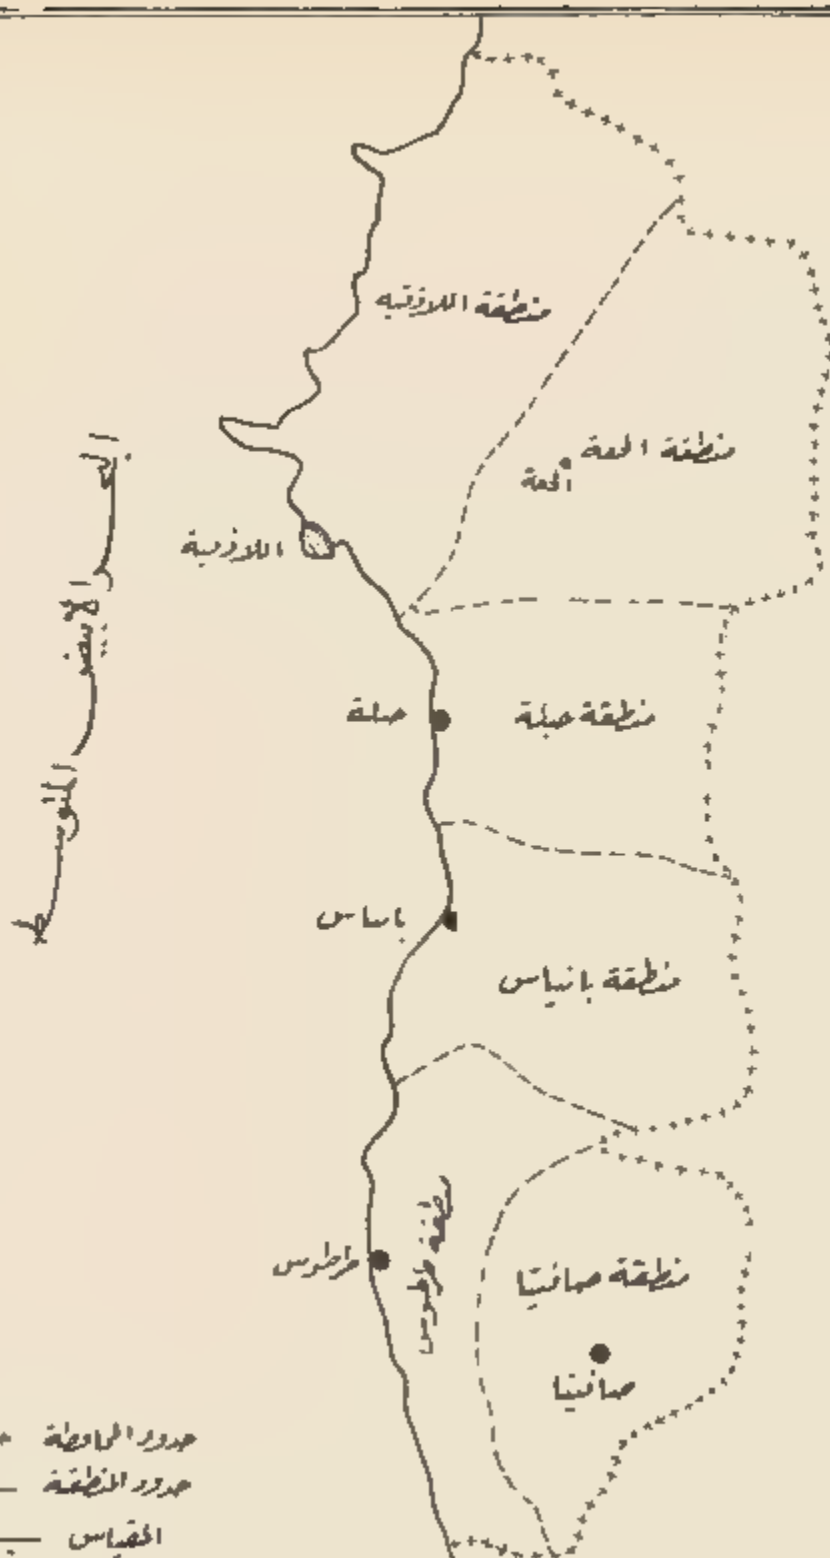 منطقة اللاذقية
منطقة الحفة
الحفة
اللاذقية
منطقة جبلة
جبلة
البحر الأبيض المتوسط
بانياس
منطقة بانياس
منطقة طرطوس
طرطوس
منطقة صافيتا
صافيتا
حدود المحافظة
حدود المنطقة
المقياس